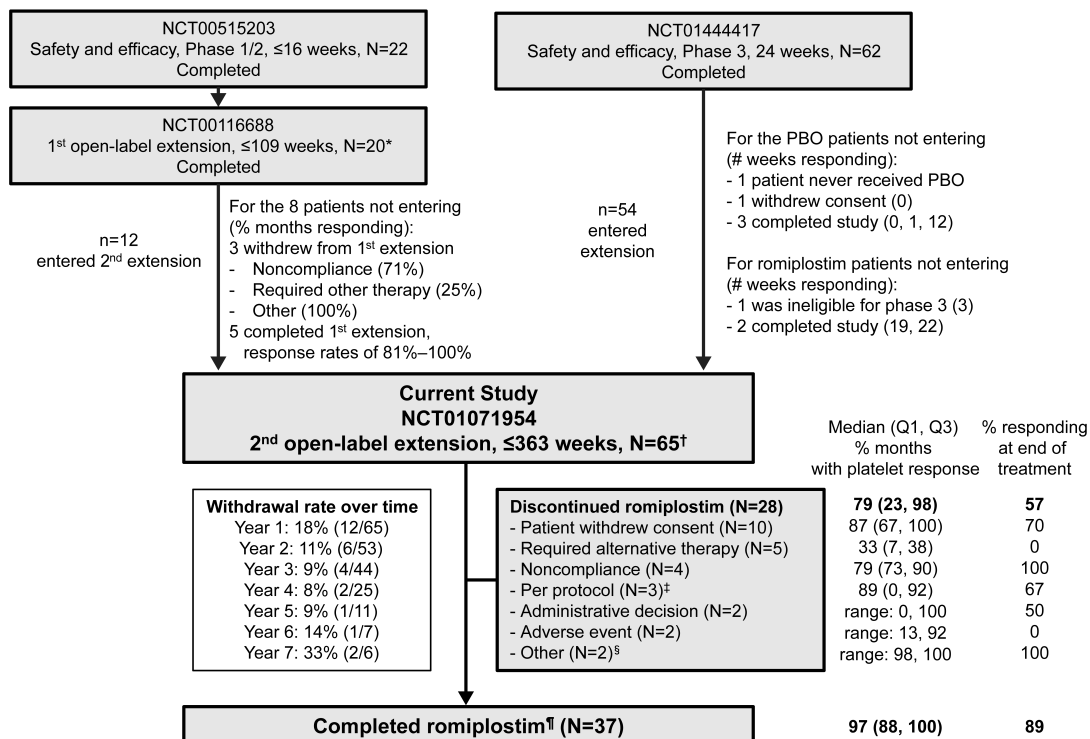 NCT00515203
Safety and efficacy, Phase 1/2, ≤16 weeks, N=22
Completed
NCT01444417
Safety and efficacy, Phase 3, 24 weeks, N=62
Completed
NCT00116688
1st open-label extension, ≤109 weeks, N=20*
Completed
n=12
entered 2nd extension
For the 8 patients not entering
(% months responding):
3 withdrew from 1st extension
- Noncompliance (71%)
- Required other therapy (25%)
- Other (100%)
5 completed 1st extension,
response rates of 81%–100%
n=54
entered
extension
For the PBO patients not entering
(# weeks responding):
- 1 patient never received PBO
- 1 withdrew consent (0)
- 3 completed study (0, 1, 12)
For romiplostim patients not entering
(# weeks responding):
- 1 was ineligible for phase 3 (3)
- 2 completed study (19, 22)
Current Study
NCT01071954
2nd open-label extension, ≤363 weeks, N=65†
Withdrawal rate over time
Year 1: 18% (12/65)
Year 2: 11% (6/53)
Year 3: 9% (4/44)
Year 4: 8% (2/25)
Year 5: 9% (1/11)
Year 6: 14% (1/7)
Year 7: 33% (2/6)
Discontinued romiplostim (N=28)
- Patient withdrew consent (N=10)
- Required alternative therapy (N=5)
- Noncompliance (N=4)
- Per protocol (N=3)‡
- Administrative decision (N=2)
- Adverse event (N=2)
- Other (N=2)§
Median (Q1, Q3)
% months
with platelet response
% responding
at end of
treatment
79 (23, 98) 57
87 (67, 100) 70
33 (7, 38) 0
79 (73, 90) 100
89 (0, 92) 67
range: 0, 100 50
range: 13, 92 0
range: 98, 100 100
Completed romiplostim¶ (N=37)
97 (88, 100) 89